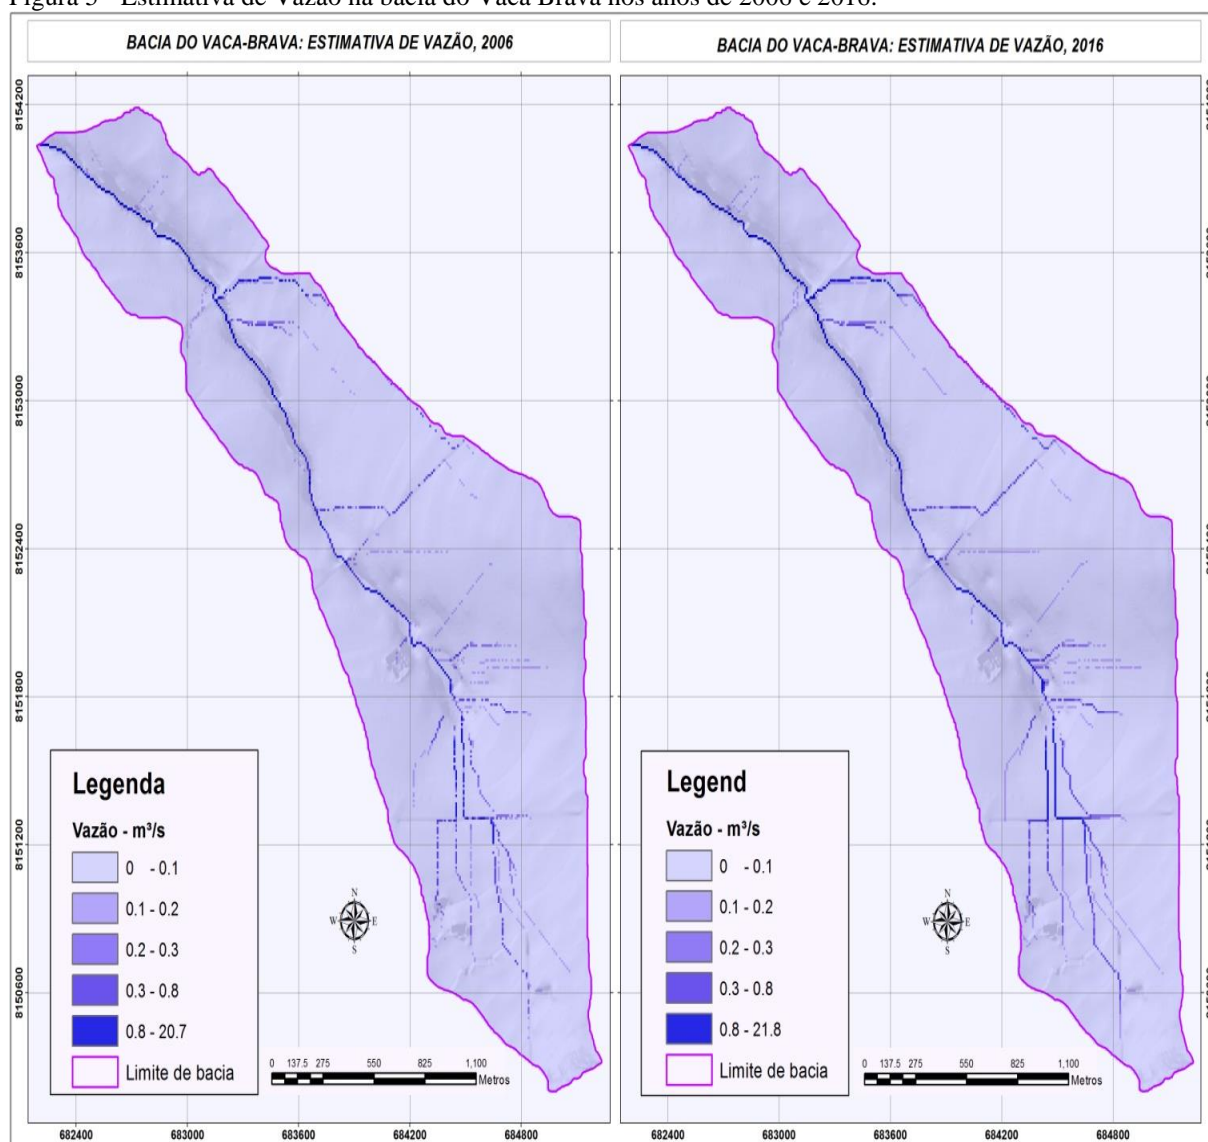 Figura 5 - Estimativa de Vazão na bacia do Vaca Brava nos anos de 2006 e 2016.
BACIA DO VACA-BRAVA: ESTIMATIVA DE VAZÃO, 2006
8154200
8153600
8153000
8152400
8151800
8151200
8150600
Legenda
Vazão - m³/s
0 - 0.1
0.1 - 0.2
0.2 - 0.3
0.3 - 0.8
0.8 - 20.7
Limite de bacia
N
W E
S
0 137.5 275 550 825 1,100
Metros
682400 683000 683600 684200 684800
BACIA DO VACA-BRAVA: ESTIMATIVA DE VAZÃO, 2016
Legend
Vazão - m³/s
0 - 0.1
0.1 - 0.2
0.2 - 0.3
0.3 - 0.8
0.8 - 21.8
Limite de bacia
N
W E
S
0 137.5 275 550 825 1,100
Metros
682400 683000 683600 684200 684800